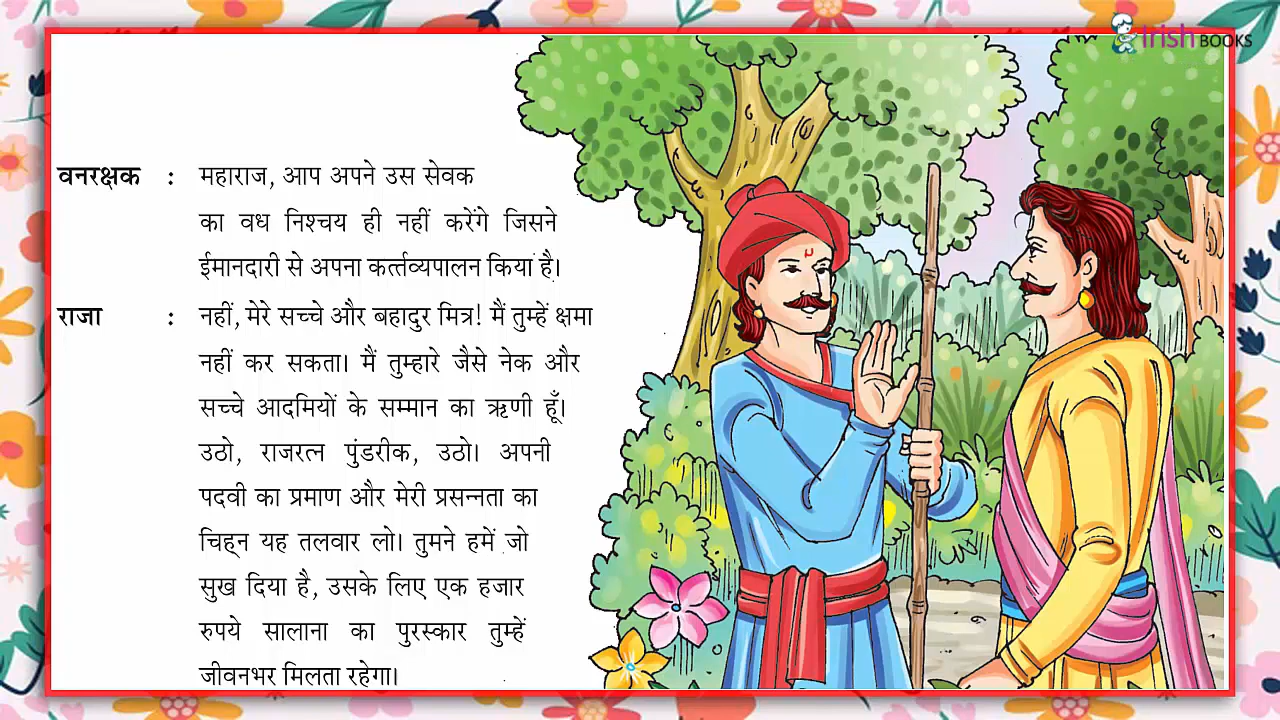 irish BOOKS
वनरक्षक : महाराज, आप अपने उस सेवक
का वध निश्चय ही नहीं करेंगे जिसने
ईमानदारी से अपना कर्त्तव्यपालन किया है।
राजा : नहीं, मेरे सच्चे और बहादुर मित्र! मैं तुम्हें क्षमा
नहीं कर सकता। मैं तुम्हारे जैसे नेक और
सच्चे आदमियों के सम्मान का ऋणी हूँ।
उठो, राजरत्न पुंडरीक, उठो। अपनी
पदवी का प्रमाण और मेरी प्रसन्नता का
चिह्न यह तलवार लो। तुमने हमें जो
सुख दिया है, उसके लिए एक हजार
रुपये सालाना का पुरस्कार तुम्हें
जीवनभर मिलता रहेगा।